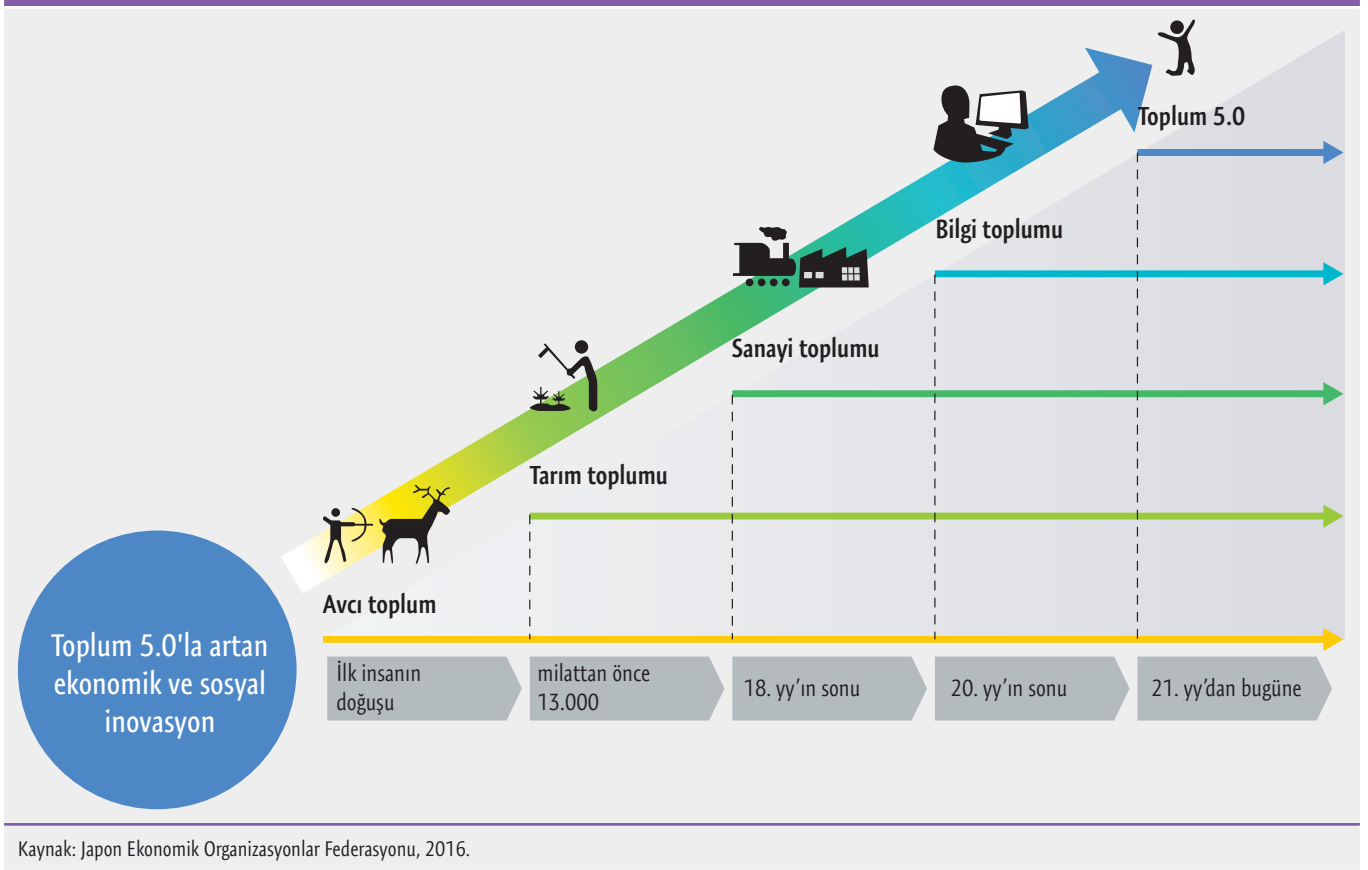 Toplum 5.0
Bilgi toplumu
Sanayi toplumu
Tarım toplumu
Avcı toplum
Toplum 5.0'la artan
ekonomik ve sosyal
inovasyon
İlk insanın
doğuşu
milattan önce
13.000
18. yy’ın sonu
20. yy’ın sonu
21. yy’dan bugüne
Kaynak: Japon Ekonomik Organizasyonlar Federasyonu, 2016.